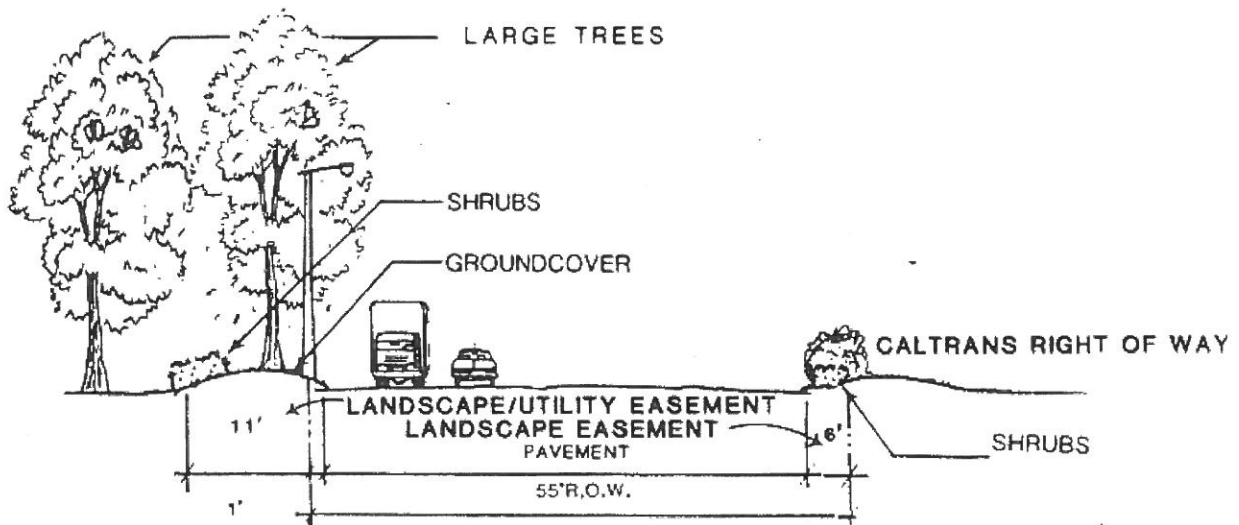 LARGE TREES
SHRUBS
GROUNDCOVER
CALTRANS RIGHT OF WAY
LANDSCAPE/UTILITY EASEMENT
11'
LANDSCAPE EASEMENT
6'
PAVEMENT
SHRUBS
55'R.O.W.
1'